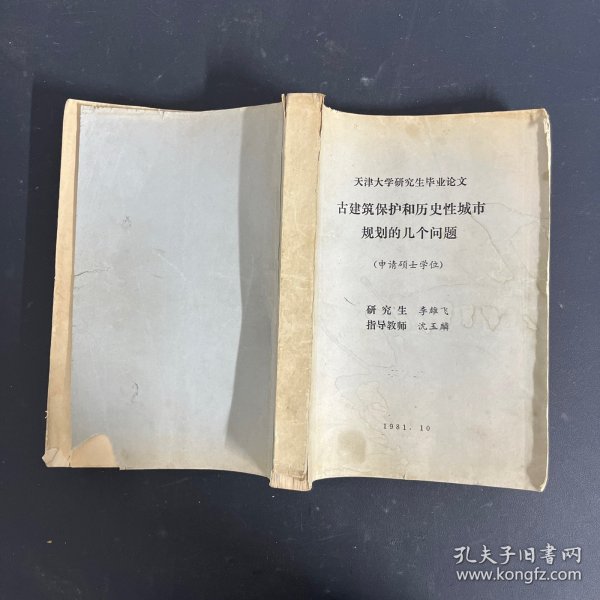 天津大学研究生毕业论文
古建筑保护和历史性城市
规划的几个问题
(申请硕士学位)
研究生 李雄飞
指导教师 沈玉麟
1981.10
孔夫子旧书网
www.kongfz.com